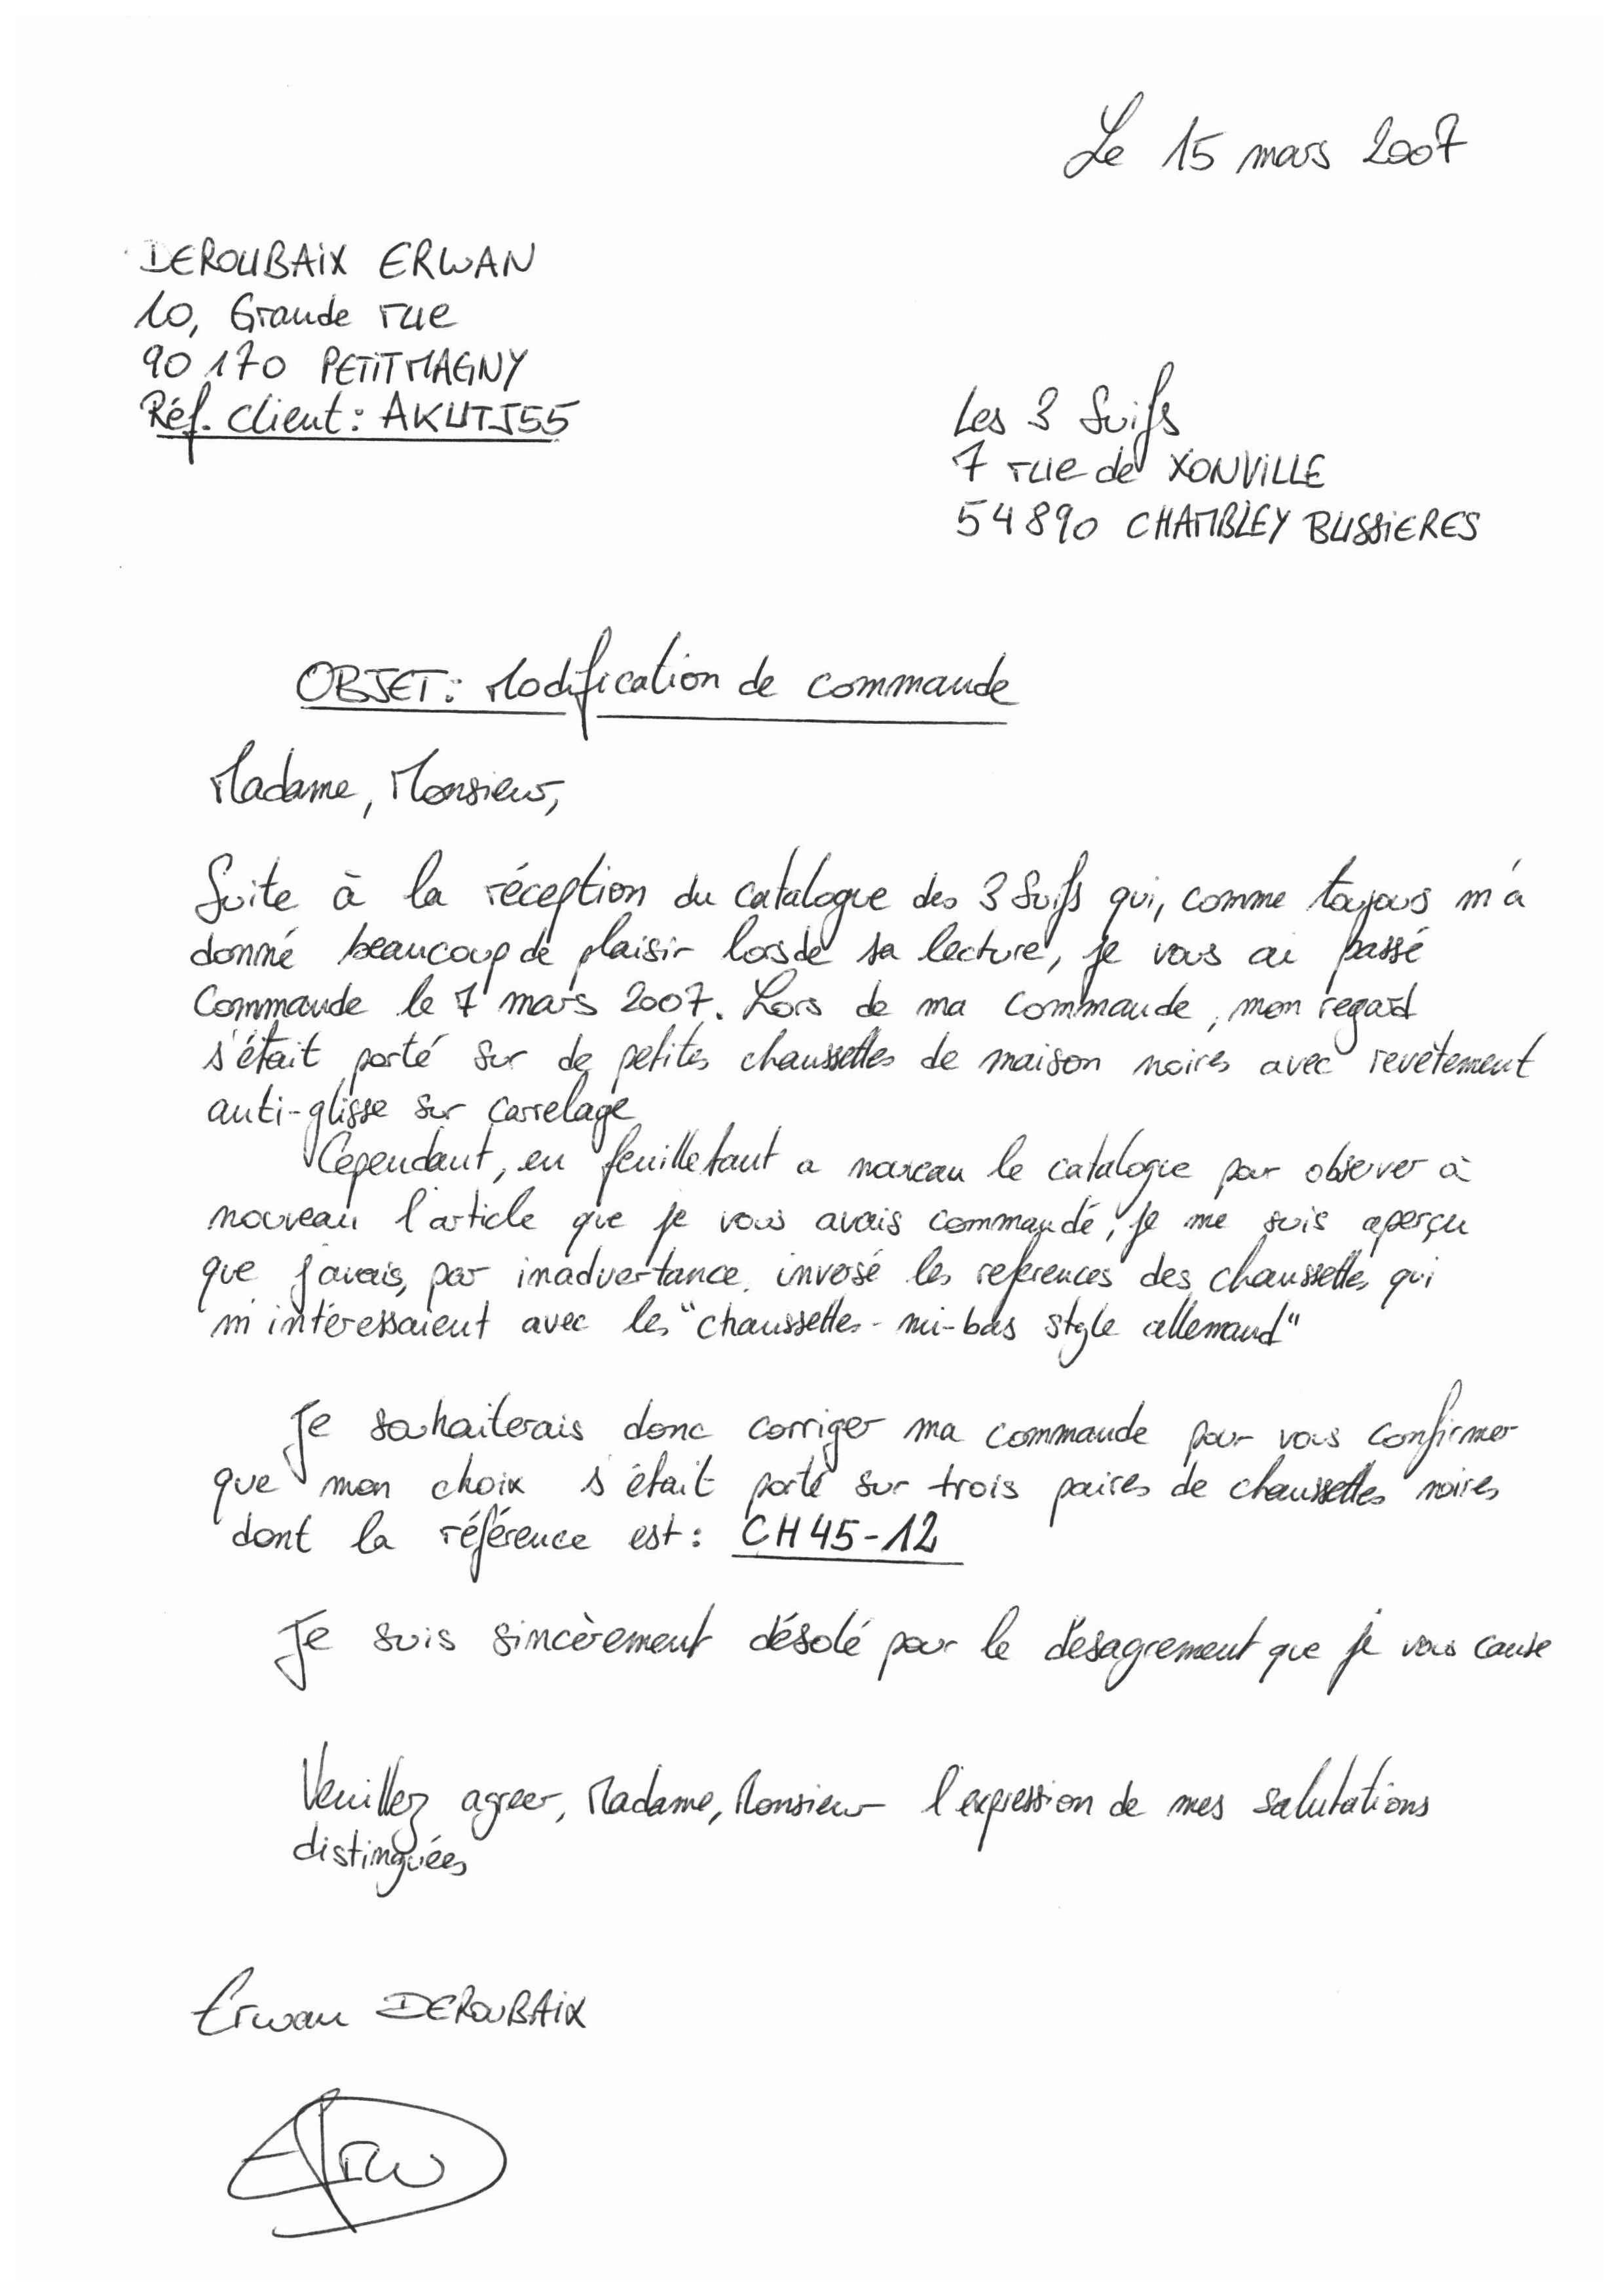 Le 15 mars 2007
DEROUBAIX ERWAN
10, Grande rue
90170 PETITMAGNY
Réf. client : AKUTJ55
Les 3 Suifs
7 rue de XONVILLE
54890 CHAMBLEY BUSSIERES
OBJET : Modification de commande
Madame, Monsieur,
Suite à la réception du catalogue des 3 Suifs qui, comme toujours m'a
donné beaucoup de plaisir lors de sa lecture, je vous ai passé
Commande le 7 mars 2007. Lors de ma commande, mon regard
s'était porté sur de petites chaussettes de maison noires avec revêtement
anti-glisse sur carrelage
Cependant, en feuilletant a nouveau le catalogue pour observer à
nouveau l'article que je vous avais commandé, je me suis aperçu
que j'avais, par inadvertance, inversé les references des chaussettes qui
m'intéressaient avec les "chaussettes - mi-bas style allemand"
Je souhaiterais donc corriger ma commande pour vous confirmer
que mon choix s'était porté sur trois paires de chaussettes noires
dont la référence est : CH45-12
Je suis sincèrement désolé pour le désagrement que je vous cause
Veuillez agreer, Madame, Monsieur l'expression de mes salutations
distinguées
Erwan DEROUBAIX